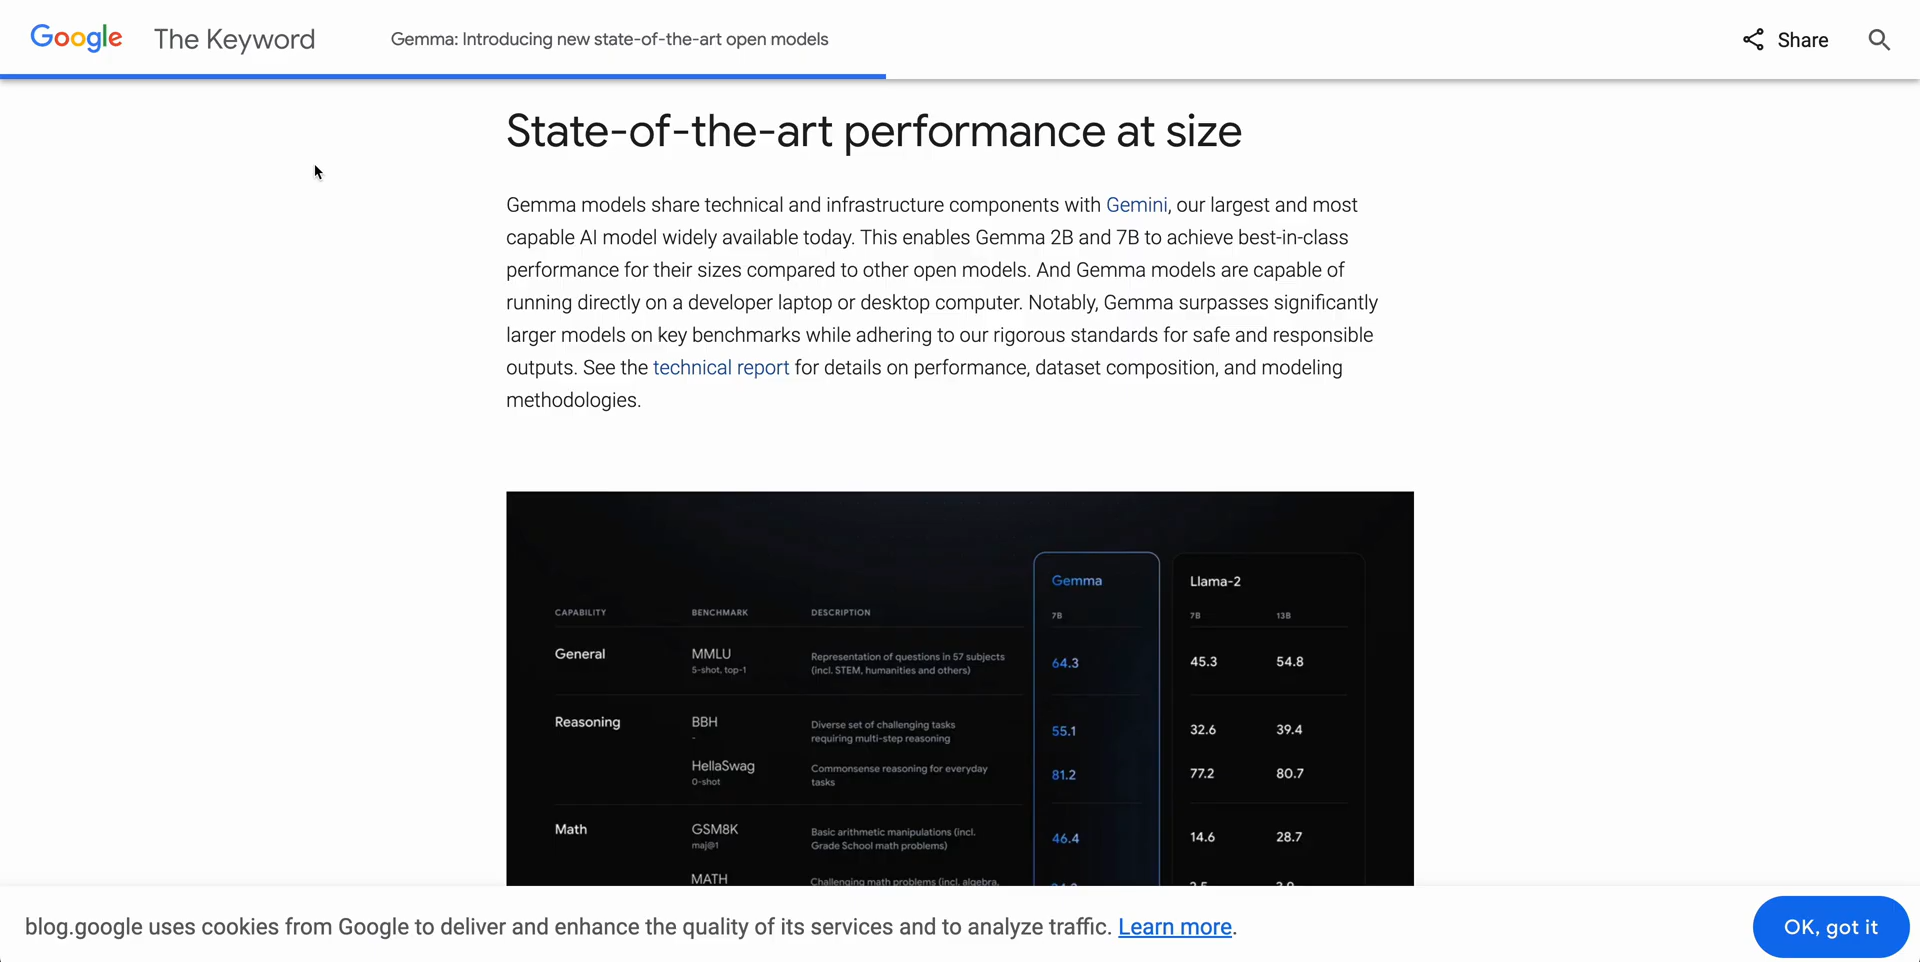 Google The Keyword Gemma: Introducing new state-of-the-art open models Share
State-of-the-art performance at size
Gemma models share technical and infrastructure components with Gemini, our largest and most
capable AI model widely available today. This enables Gemma 2B and 7B to achieve best-in-class
performance for their sizes compared to other open models. And Gemma models are capable of
running directly on a developer laptop or desktop computer. Notably, Gemma surpasses significantly
larger models on key benchmarks while adhering to our rigorous standards for safe and responsible
outputs. See the technical report for details on performance, dataset composition, and modeling
methodologies.
Gemma Llama-2
CAPABILITY BENCHMARK DESCRIPTION 7B 7B 13B
General MMLU Representation of questions in 57 subjects 64.3 45.3 54.8
5-shot, top-1 (incl. STEM, humanities and others)
Reasoning BBH Diverse set of challenging tasks 55.1 32.6 39.4
- requiring multi-step reasoning
HellaSwag Commonsense reasoning for everyday 81.2 77.2 80.7
0-shot tasks
Math GSM8K Basic arithmetic manipulations (incl. 46.4 14.6 28.7
maj@1 Grade School math problems)
MATH Challenging math problems (incl. algebra,
blog.google uses cookies from Google to deliver and enhance the quality of its services and to analyze traffic. Learn more. OK, got it